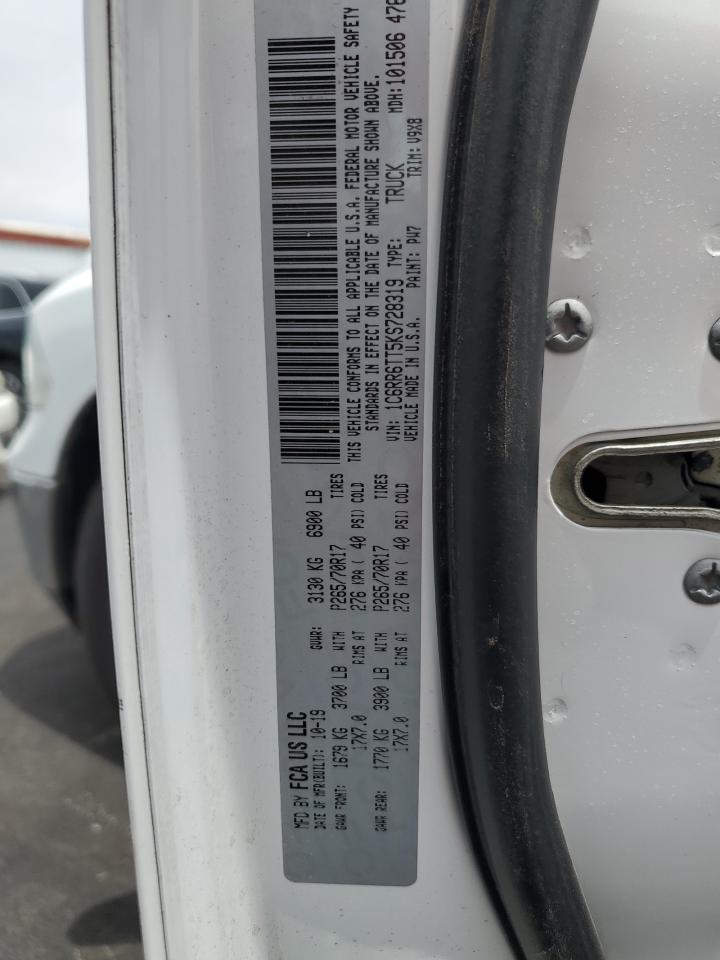 MFD BY FCA US LLC
DATE OF MFR(BUILT): 10-19 GVWR: 3130 KG 6900 LB
GAWR FRONT: 1679 KG 3700 LB WITH P265/70R17 TIRES
17X7.0 RIMS AT 276 KPA ( 40 PSI) COLD
GAWR REAR: 1770 KG 3900 LB WITH P265/70R17 TIRES
17X7.0 RIMS AT 276 KPA ( 40 PSI) COLD
THIS VEHICLE CONFORMS TO ALL APPLICABLE U.S.A. FEDERAL MOTOR VEHICLE SAFETY
STANDARDS IN EFFECT ON THE DATE OF MANUFACTURE SHOWN ABOVE.
VIN: 1C6RR6TT5KS728319 TYPE: TRUCK MDH: 101506 476
VEHICLE MADE IN U.S.A. PAINT: PW7 TRIM: V9X8